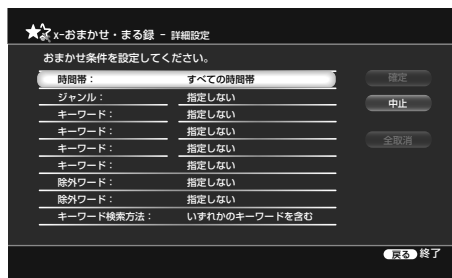 x-おまかせ・まる録 - 詳細設定
おまかせ条件を設定してください。
時間帯： すべての時間帯
ジャンル： 指定しない
キーワード： 指定しない
キーワード： 指定しない
キーワード： 指定しない
キーワード： 指定しない
除外ワード： 指定しない
除外ワード： 指定しない
キーワード検索方法： いずれかのキーワードを含む
確定
中止
全取消
戻る 終了